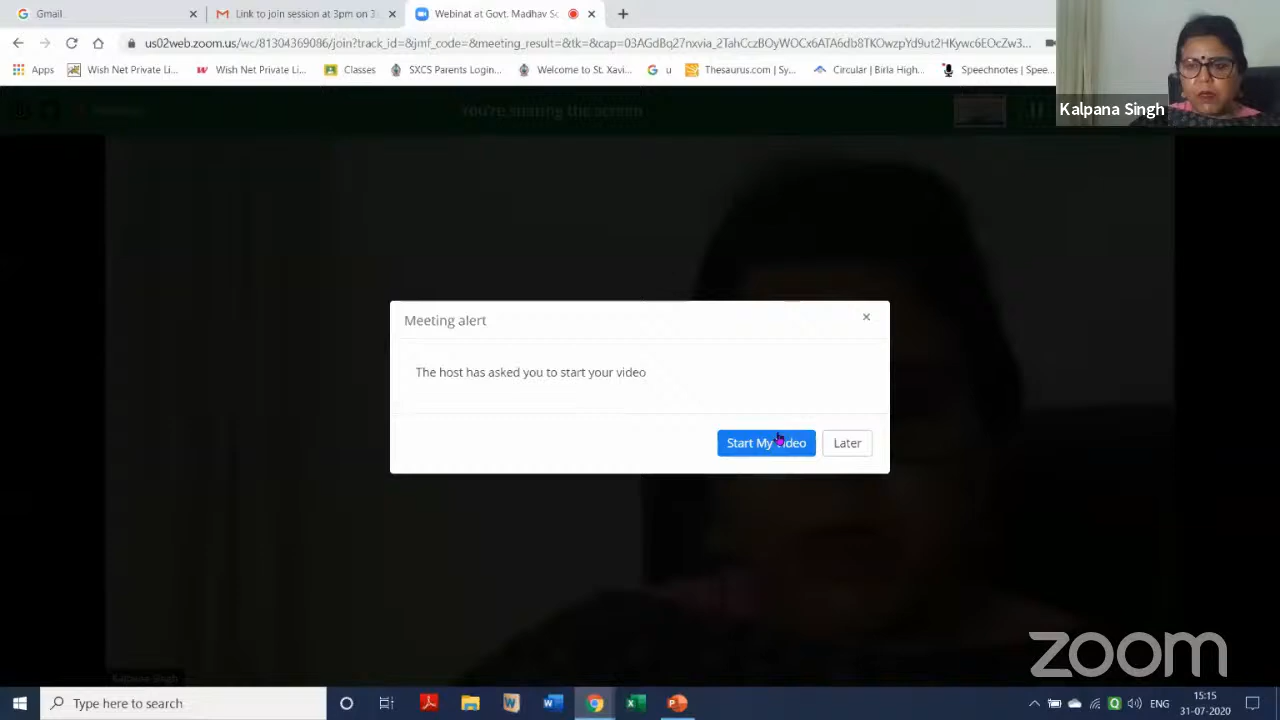 Gmail
Link to join session at 3pm on 3
Webinat at Govt. Madhav Sc
us02web.zoom.us/wc/81304369086/join?track_id=&jmf_code=&meeting_result=&tk=&cap=03AGdBq27nxvia_2TahCczBOyWOCx6ATA6db8TKOwzpYd9ut2HKywc6EOcZw3...
Apps
Wish Net Private Li...
Wish Net Private Li...
Classes
SXCS Parents Login...
Welcome to St. Xavi...
u
Thesaurus.com | Sy...
Circular | Birla High...
Speechnotes | Spee...
Kalpana Singh
You're sharing the screen
Meeting alert
The host has asked you to start your video
Start My Video
Later
Kalpana Singh
zoom
Type here to search
ENG
15:15
31-07-2020